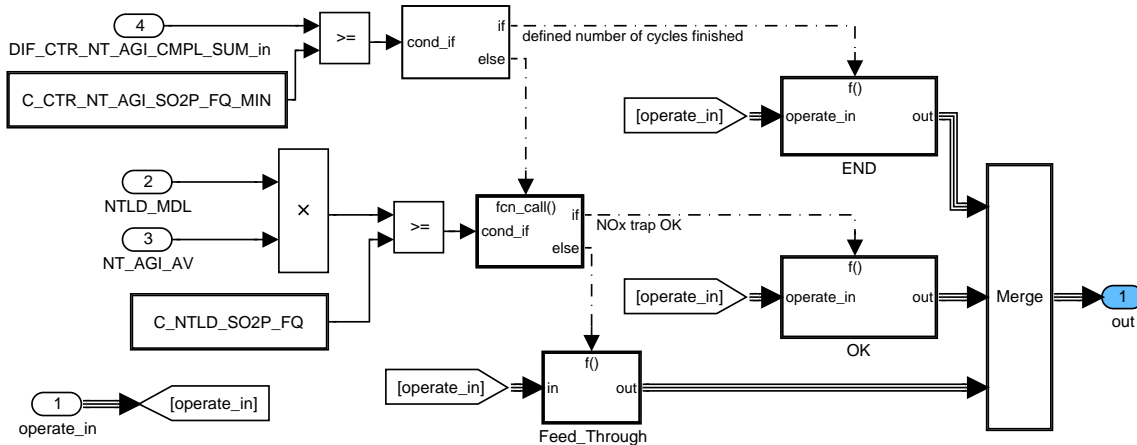 4
DIF_CTR_NT_AGI_CMPL_SUM_in
>=
cond_if
if
else
defined number of cycles finished
C_CTR_NT_AGI_SO2P_FQ_MIN
[operate_in]
f()
operate_in
out
END
2
NTLD_MDL
3
NT_AGI_AV
×
>=
fcn_call()
cond_if
if
else
NOx trap OK
C_NTLD_SO2P_FQ
[operate_in]
f()
operate_in
out
OK
Merge
1
out
[operate_in]
f()
in
out
Feed_Through
1
operate_in
[operate_in]